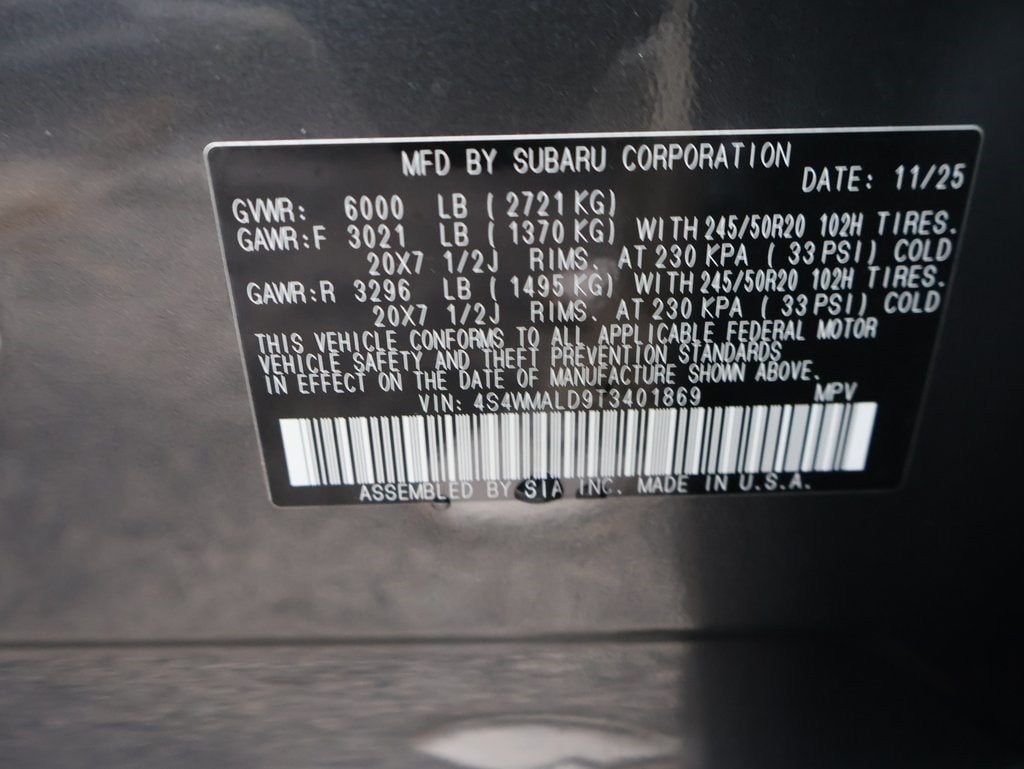 MFD BY SUBARU CORPORATION
DATE: 11/25
GVWR: 6000 LB (2721 KG)
GAWR:F 3021 LB (1370 KG) WITH 245/50R20 102H TIRES.
20X7 1/2J RIMS. AT 230 KPA (33 PSI) COLD
GAWR:R 3296 LB (1495 KG) WITH 245/50R20 102H TIRES.
20X7 1/2J RIMS. AT 230 KPA (33 PSI) COLD
THIS VEHICLE CONFORMS TO ALL APPLICABLE FEDERAL MOTOR
VEHICLE SAFETY AND THEFT PREVENTION STANDARDS
IN EFFECT ON THE DATE OF MANUFACTURE SHOWN ABOVE.
VIN: 4S4WMALD9T3401869 MPV
ASSEMBLED BY SIA INC. MADE IN U.S.A.